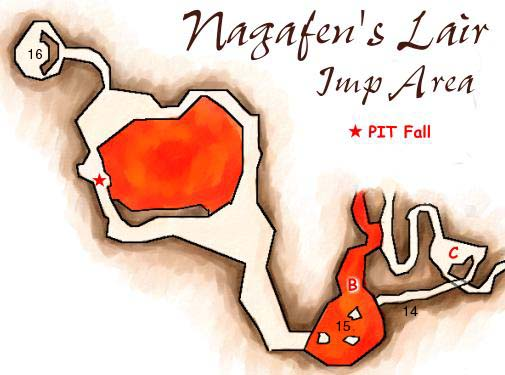 Nagafen's Lair
Imp Area
★ PIT Fall
16
C
B
14
15